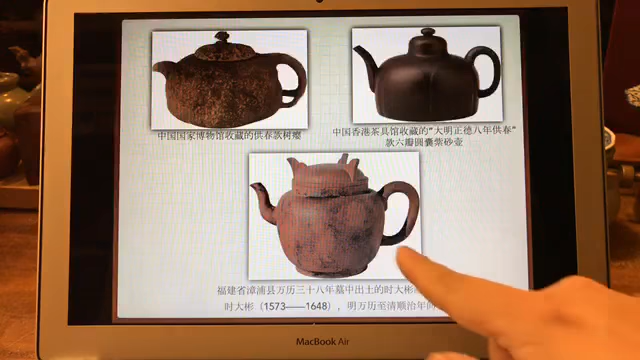 中国国家博物馆收藏的供春款树瘿
中国香港茶具馆收藏的“大明正德八年供春”
款六瓣圆囊紫砂壶
福建省漳浦县万历三十八年墓中出土的时大彬
时大彬（1573——1648），明万历至清顺治年间
MacBook Air